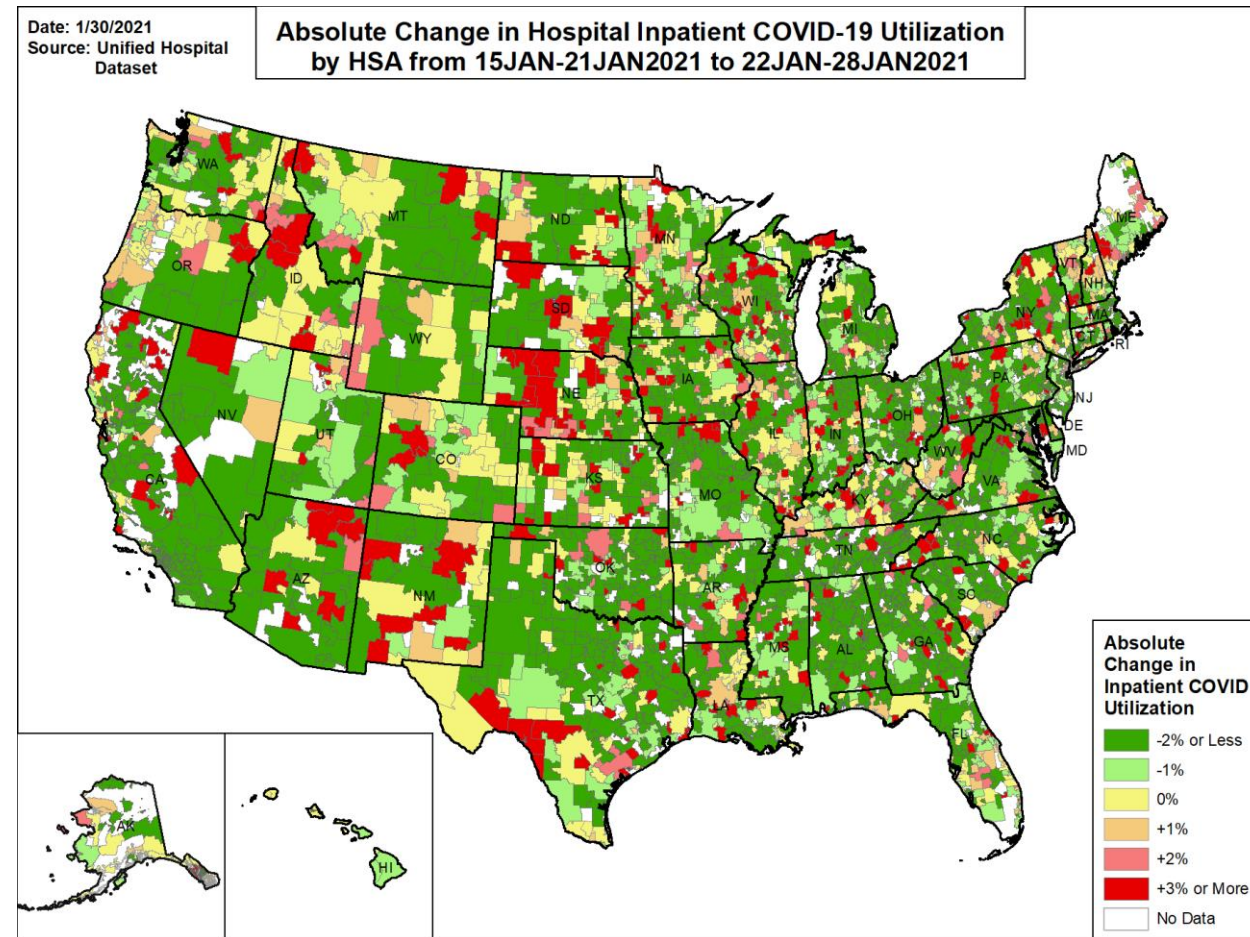 Date: 1/30/2021
Source: Unified Hospital
Dataset
Absolute Change in Hospital Inpatient COVID-19 Utilization
by HSA from 15JAN-21JAN2021 to 22JAN-28JAN2021
WA
MT
ND
MN
ME
OR
ID
SD
WI
VT
NH
NY
MA
CT
RI
WY
MI
IA
PA
NJ
NE
NV
UT
CO
IL
IN
OH
DE
MD
WV
VA
CA
KS
MO
KY
NC
TN
AZ
NM
OK
AR
SC
MS
AL
GA
TX
LA
FL
AK
HI
Absolute
Change in
Inpatient COVID
Utilization
-2% or Less
-1%
0%
+1%
+2%
+3% or More
No Data